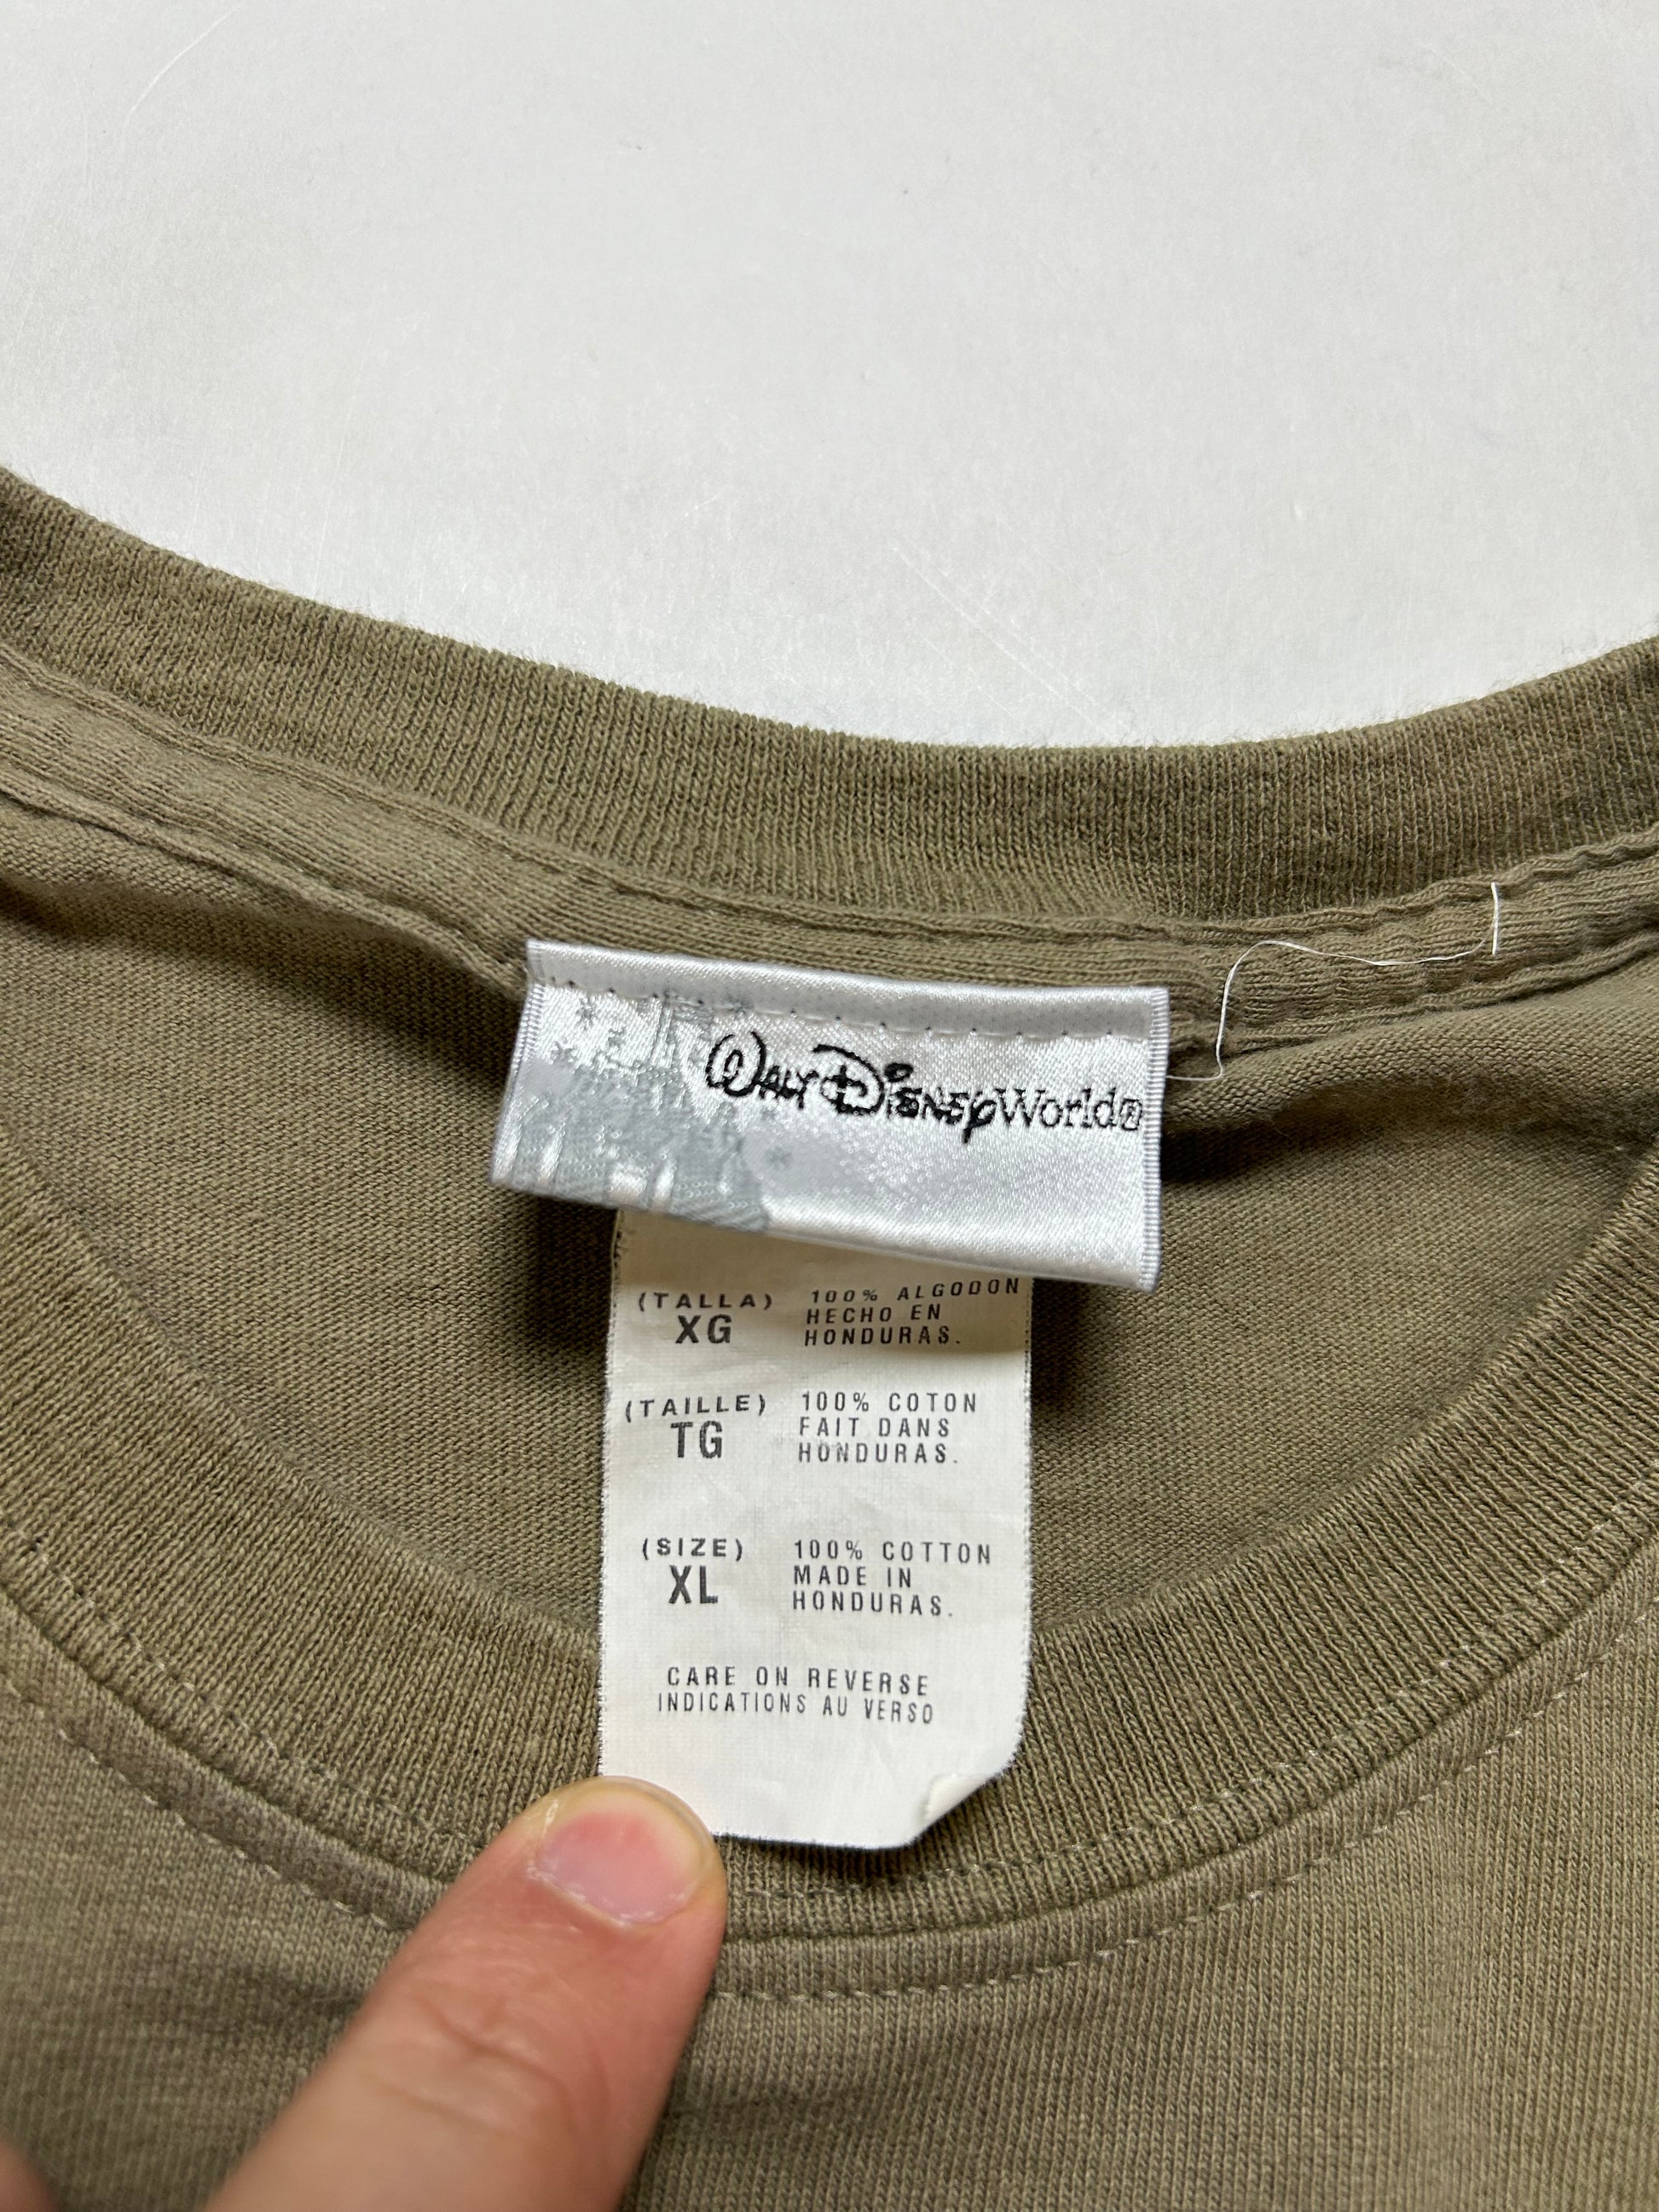 WALT DISNEY World®
(TALLA) 100% ALGODON
XG HECHO EN
HONDURAS.
(TAILLE) 100% COTON
TG FAIT DANS
HONDURAS.
(SIZE) 100% COTTON
XL MADE IN
HONDURAS.
CARE ON REVERSE
INDICATIONS AU VERSO